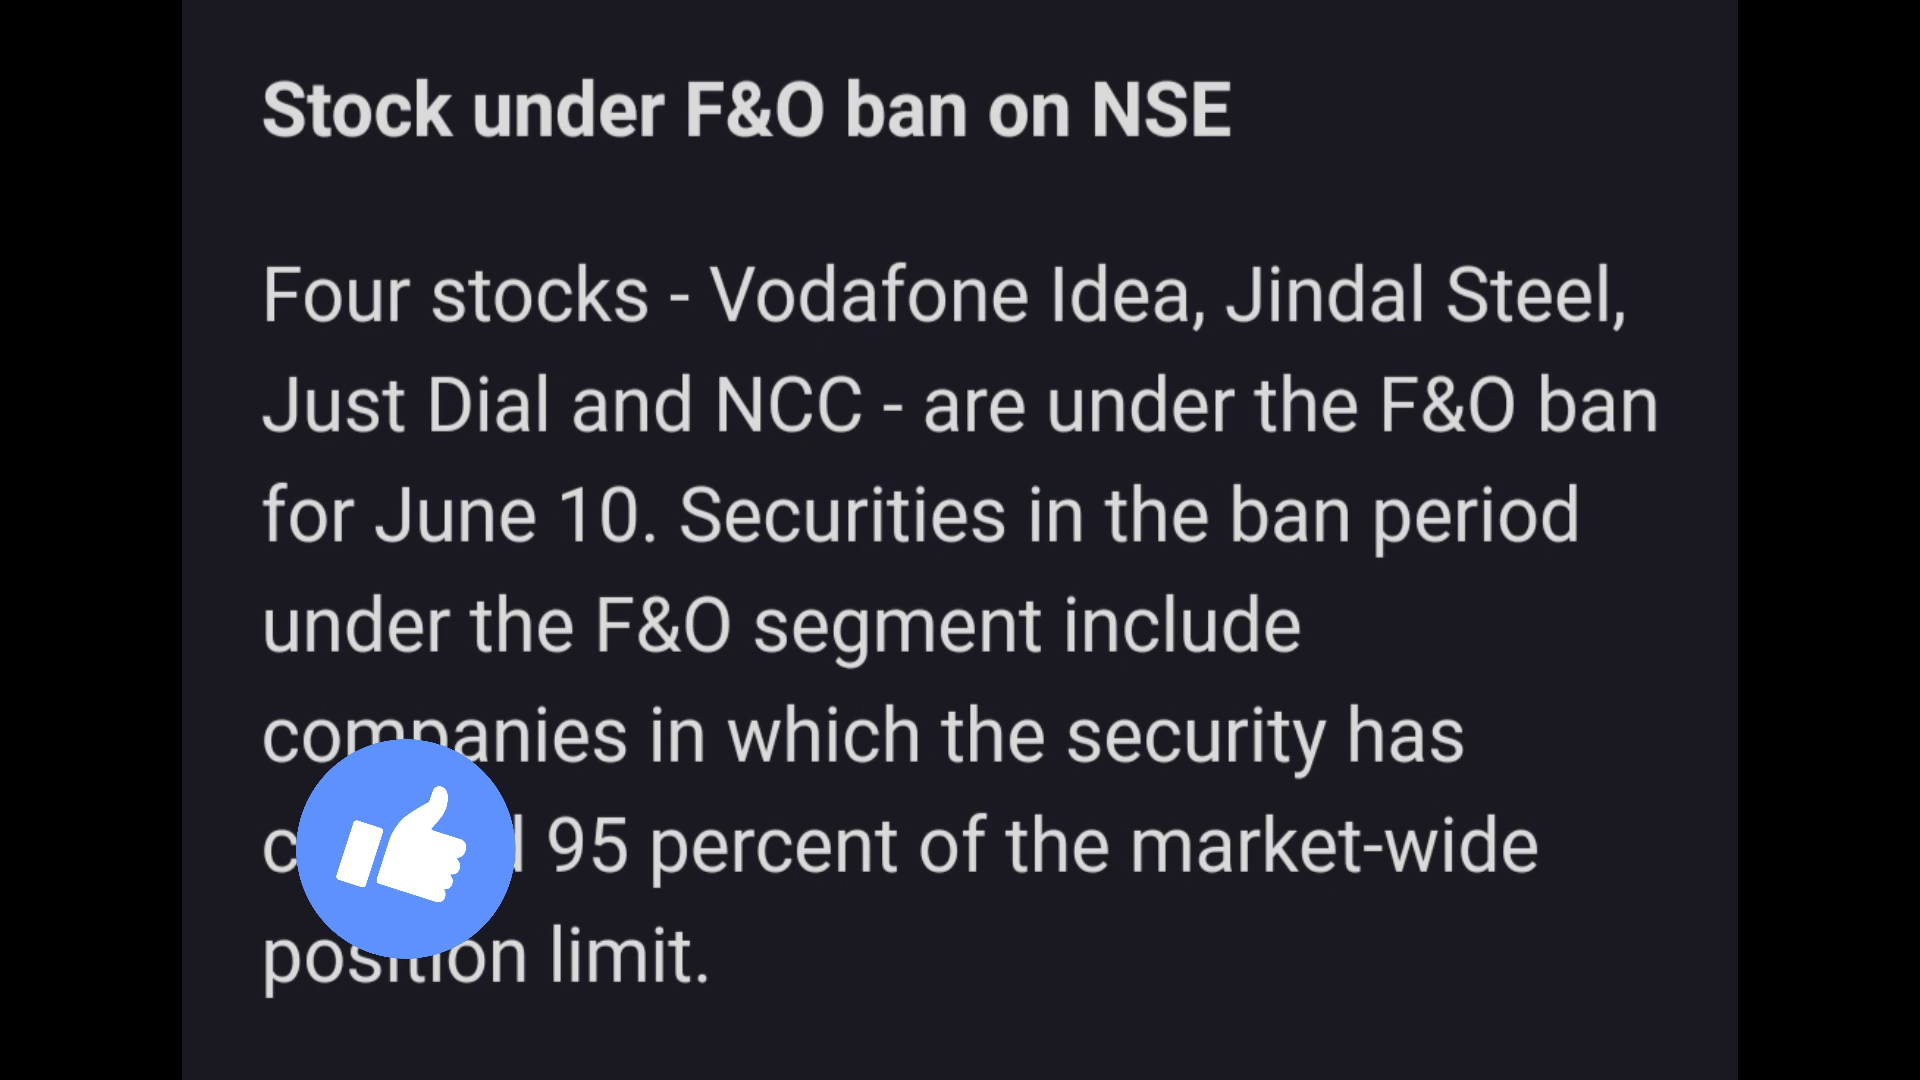 Stock under F&O ban on NSE
Four stocks - Vodafone Idea, Jindal Steel,
Just Dial and NCC - are under the F&O ban
for June 10. Securities in the ban period
under the F&O segment include
companies in which the security has
95 percent of the market-wide
position limit.